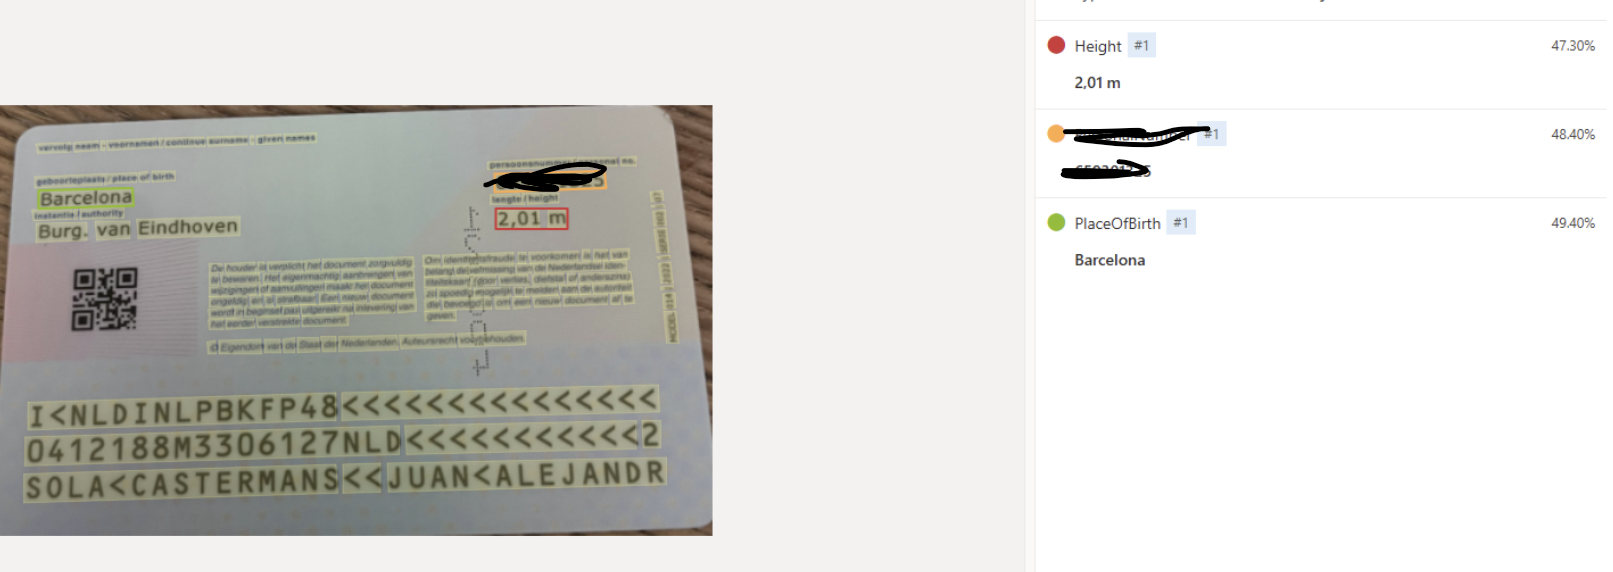 Height #1 47.30%
2,01 m
#1 48.40%
PlaceOfBirth #1 49.40%
Barcelona
vervolg naam - voornamen / continue surname - given names
geboorteplaats / place of birth
Barcelona
instantie / authority
Burg. van Eindhoven
persoonsnummer / personal no.
lengte / height
2,01 m
De houder is verplicht het document zorgvuldig
te bewaren. Het eigenmachtig aanbrengen van
wijzigingen of aanvullingen maakt het document
ongeldig en is strafbaar. Een nieuw document
wordt in beginsel pas uitgereikt na inlevering van
het eerder verstrekte document.
Om identiteitsfraude te voorkomen is het van
belang de vermissing van de Nederlandse iden-
titeitskaart door verlies, diefstal of anderszins
zo spoedig mogelijk te melden aan de autoriteit
die bevoegd is om een nieuw document af te
geven.
© Eigendom van de Staat der Nederlanden. Auteursrecht voorbehouden.
I<NLDINLPBKFP48<<<<<<<<<<<<<<<
0412188M3306127NLD<<<<<<<<<<<2
SOLA<CASTERMANS<<JUAN<ALEJANDR